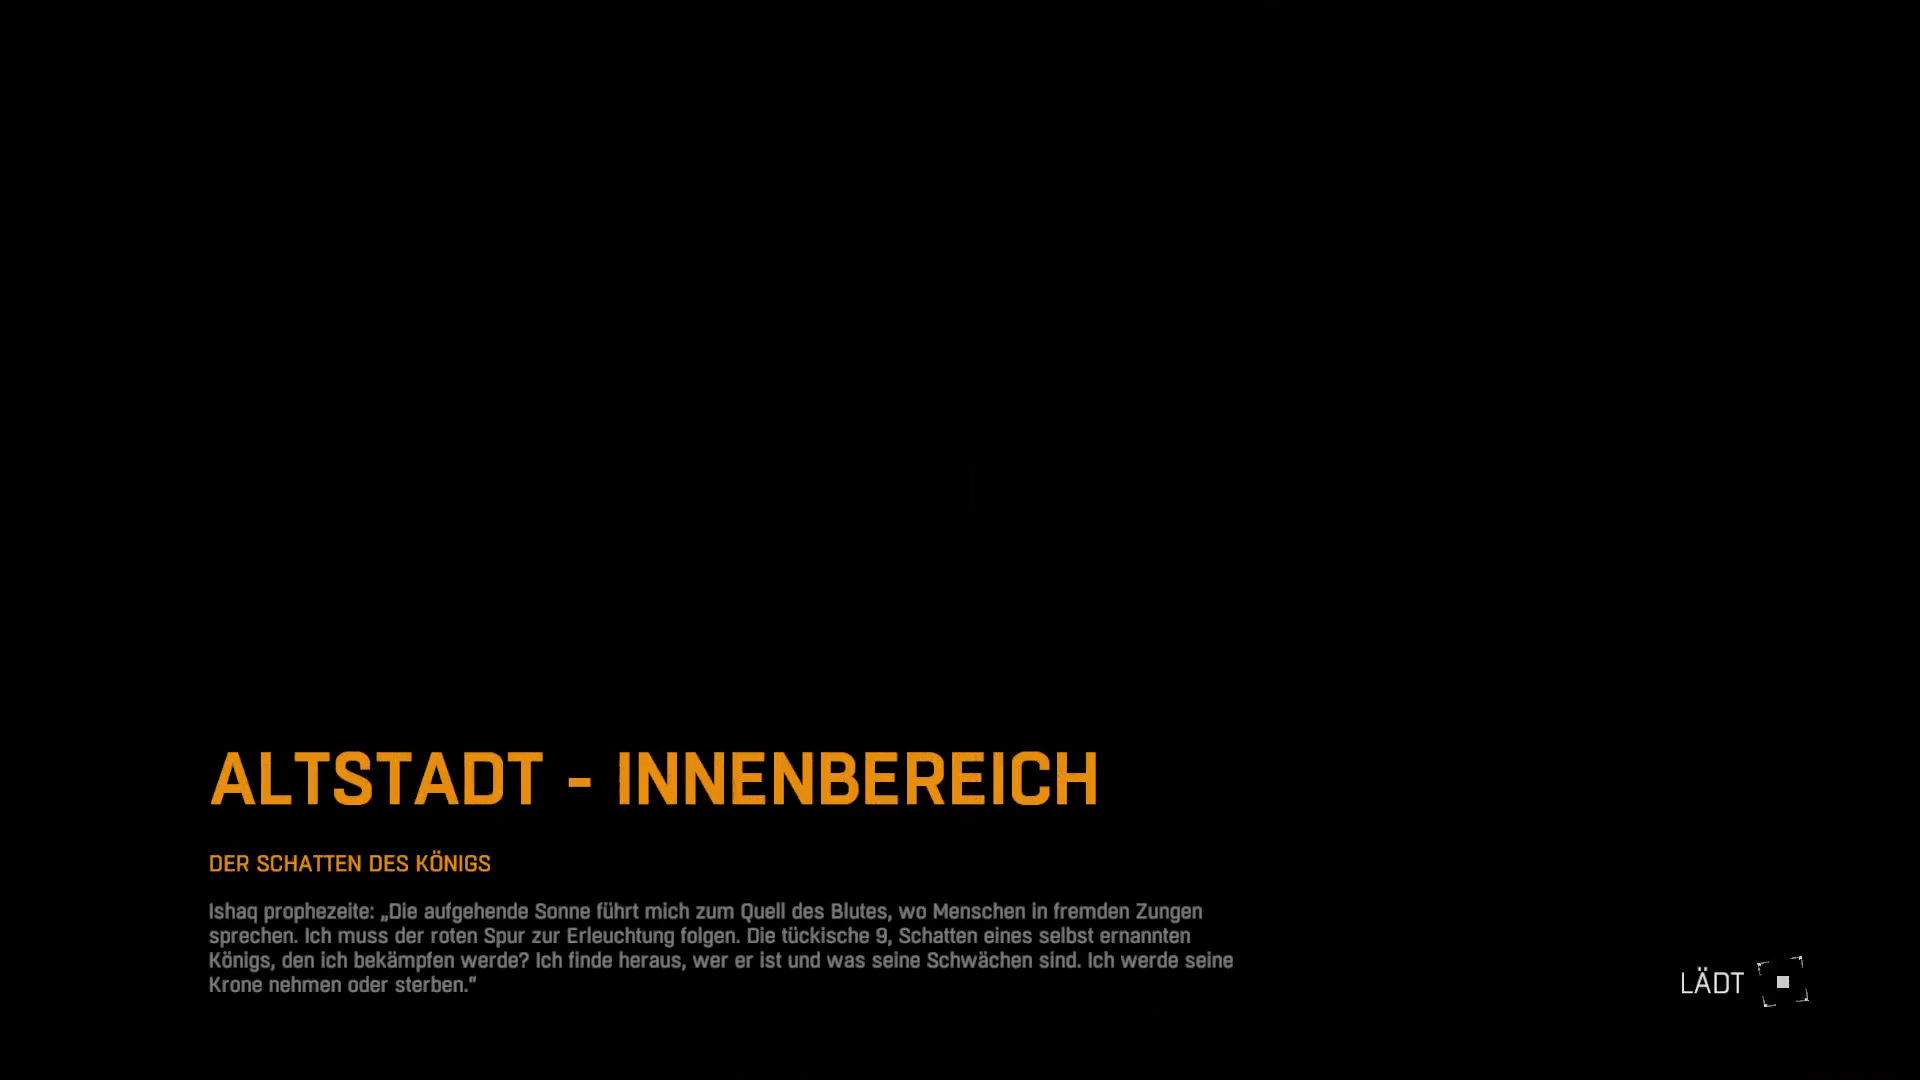 ALTSTADT - INNENBEREICH
DER SCHATTEN DES KÖNIGS
Ishaq prophezeite: „Die aufgehende Sonne führt mich zum Quell des Blutes, wo Menschen in fremden Zungen
sprechen. Ich muss der roten Spur zur Erleuchtung folgen. Die tückische 9, Schatten eines selbst ernannten
Königs, den ich bekämpfen werde? Ich finde heraus, wer er ist und was seine Schwächen sind. Ich werde seine
Krone nehmen oder sterben.“
LÄDT